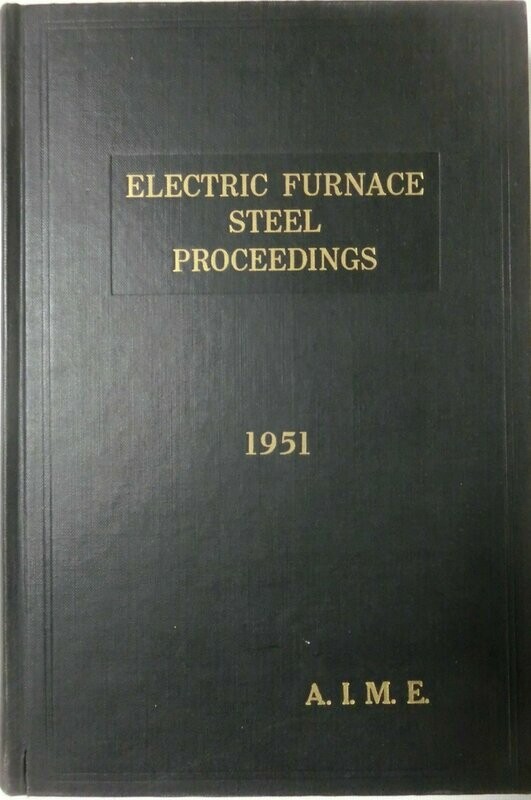 ELECTRIC FURNACE
STEEL
PROCEEDINGS
1951
A. I. M. E.